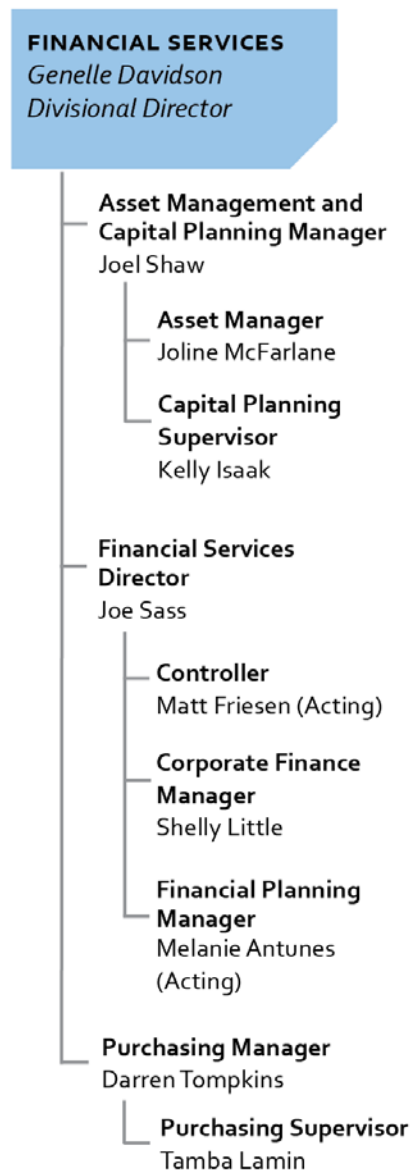 FINANCIAL SERVICES
Genelle Davidson
Divisional Director
Asset Management and
Capital Planning Manager
Joel Shaw
Asset Manager
Joline McFarlane
Capital Planning
Supervisor
Kelly Isaak
Financial Services
Director
Joe Sass
Controller
Matt Friesen (Acting)
Corporate Finance
Manager
Shelly Little
Financial Planning
Manager
Melanie Antunes
(Acting)
Purchasing Manager
Darren Tompkins
Purchasing Supervisor
Tamba Lamin